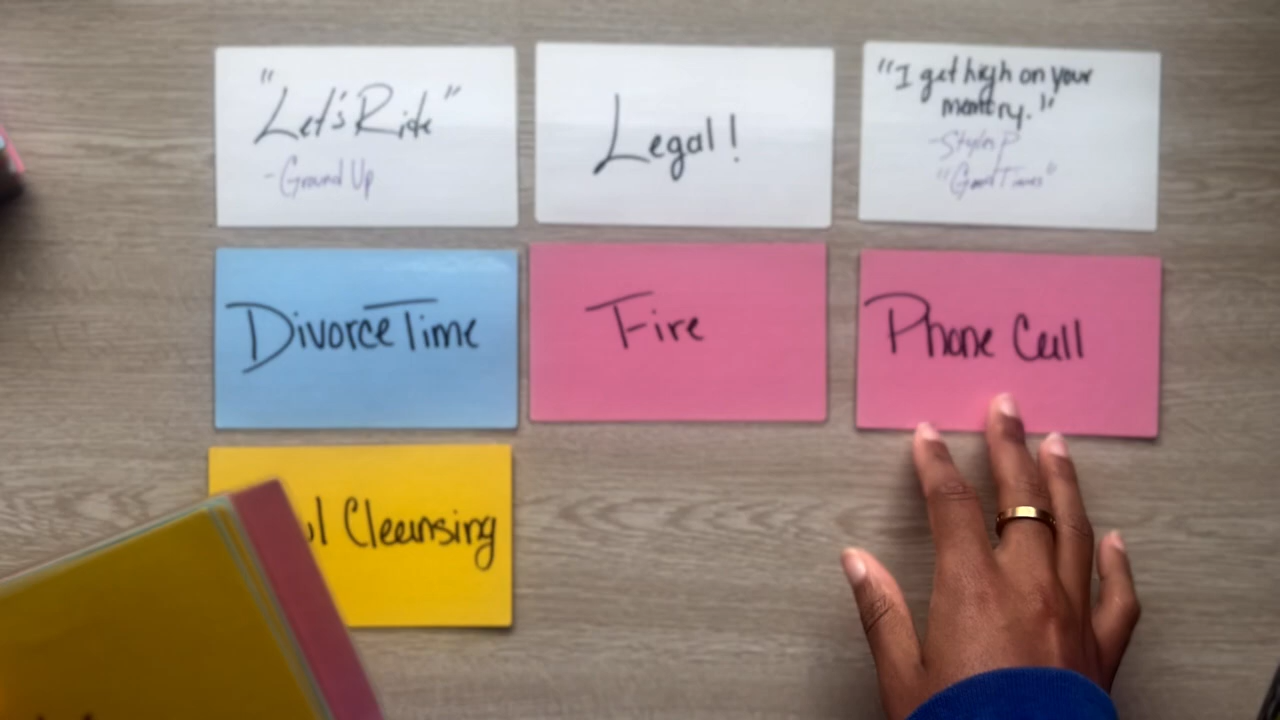 "Let's Ride"
- Ground Up
Legal!
"I get high on your
memory."
- Styles P
"Good Times"
Divorce Time
Fire
Phone Call
Cleansing